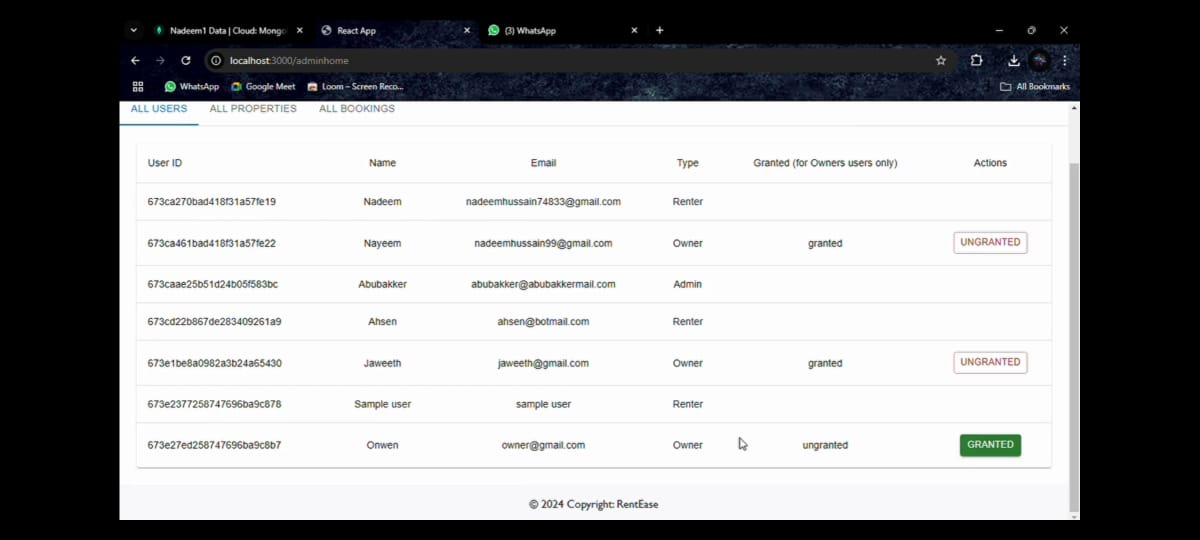 Nadeem1 Data | Cloud: Mongo
React App
(3) WhatsApp
localhost:3000/adminhome
WhatsApp Google Meet Loom – Screen Reco... All Bookmarks
ALL USERS ALL PROPERTIES ALL BOOKINGS
User ID Name Email Type Granted (for Owners users only) Actions
673ca270bad418f31a57fe19 Nadeem nadeemhussain74833@gmail.com Renter
673ca461bad418f31a57fe22 Nayeem nadeemhussain99@gmail.com Owner granted UNGRANTED
673caae25b51d24b05f583bc Abubakker abubakker@abubakkermail.com Admin
673cd22b867de283409261a9 Ahsen ahsen@botmail.com Renter
673e1be8a0982a3b24a65430 Jaweeth jaweeth@gmail.com Owner granted UNGRANTED
673e2377258747696ba9c878 Sample user sample user Renter
673e27ed258747696ba9c8b7 Onwen owner@gmail.com Owner ungranted GRANTED
© 2024 Copyright: RentEase